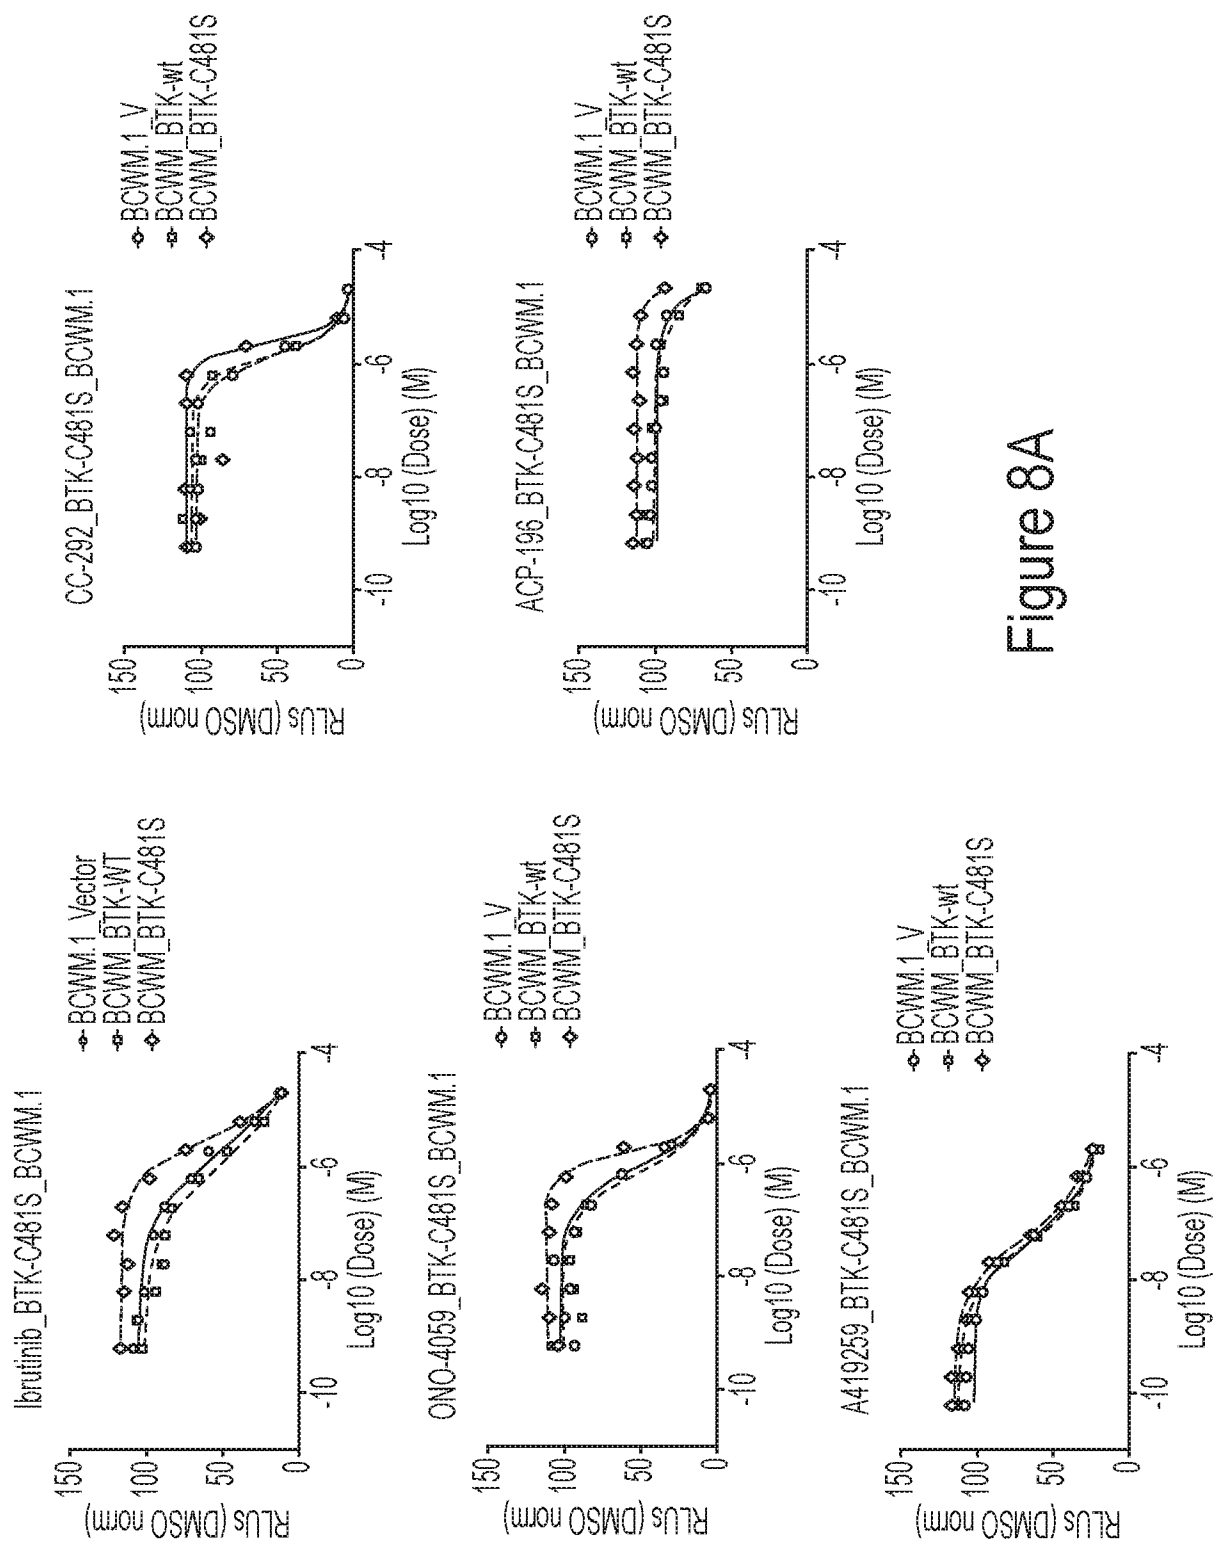 Ibrutinib_BTK-C481S_BCWM.1
RLUs (DMSO norm)
150
100
50
0
-10
-8
-6
-4
Log10 (Dose) (M)
BCWM.1_Vector
BCWM_BTK-WT
BCWM_BTK-C481S
CC-292_BTK-C481S_BCWM.1
RLUs (DMSO norm)
150
100
50
0
-10
-8
-6
-4
Log10 (Dose) (M)
BCWM.1_V
BCWM_BTK-wt
BCWM_BTK-C481S
ONO-4059_BTK-C481S_BCWM.1
RLUs (DMSO norm)
150
100
50
0
-10
-8
-6
-4
Log10 (Dose) (M)
BCWM.1_V
BCWM_BTK-wt
BCWM_BTK-C481S
ACP-196_BTK-C481S_BCWM.1
RLUs (DMSO norm)
150
100
50
0
-10
-8
-6
-4
Log10 (Dose) (M)
BCWM.1_V
BCWM_BTK-wt
BCWM_BTK-C481S
A419259_BTK-C481S_BCWM.1
RLUs (DMSO norm)
150
100
50
0
-10
-8
-6
-4
Log10 (Dose) (M)
BCWM.1_V
BCWM_BTK-wt
BCWM_BTK-C481S
Figure 8A